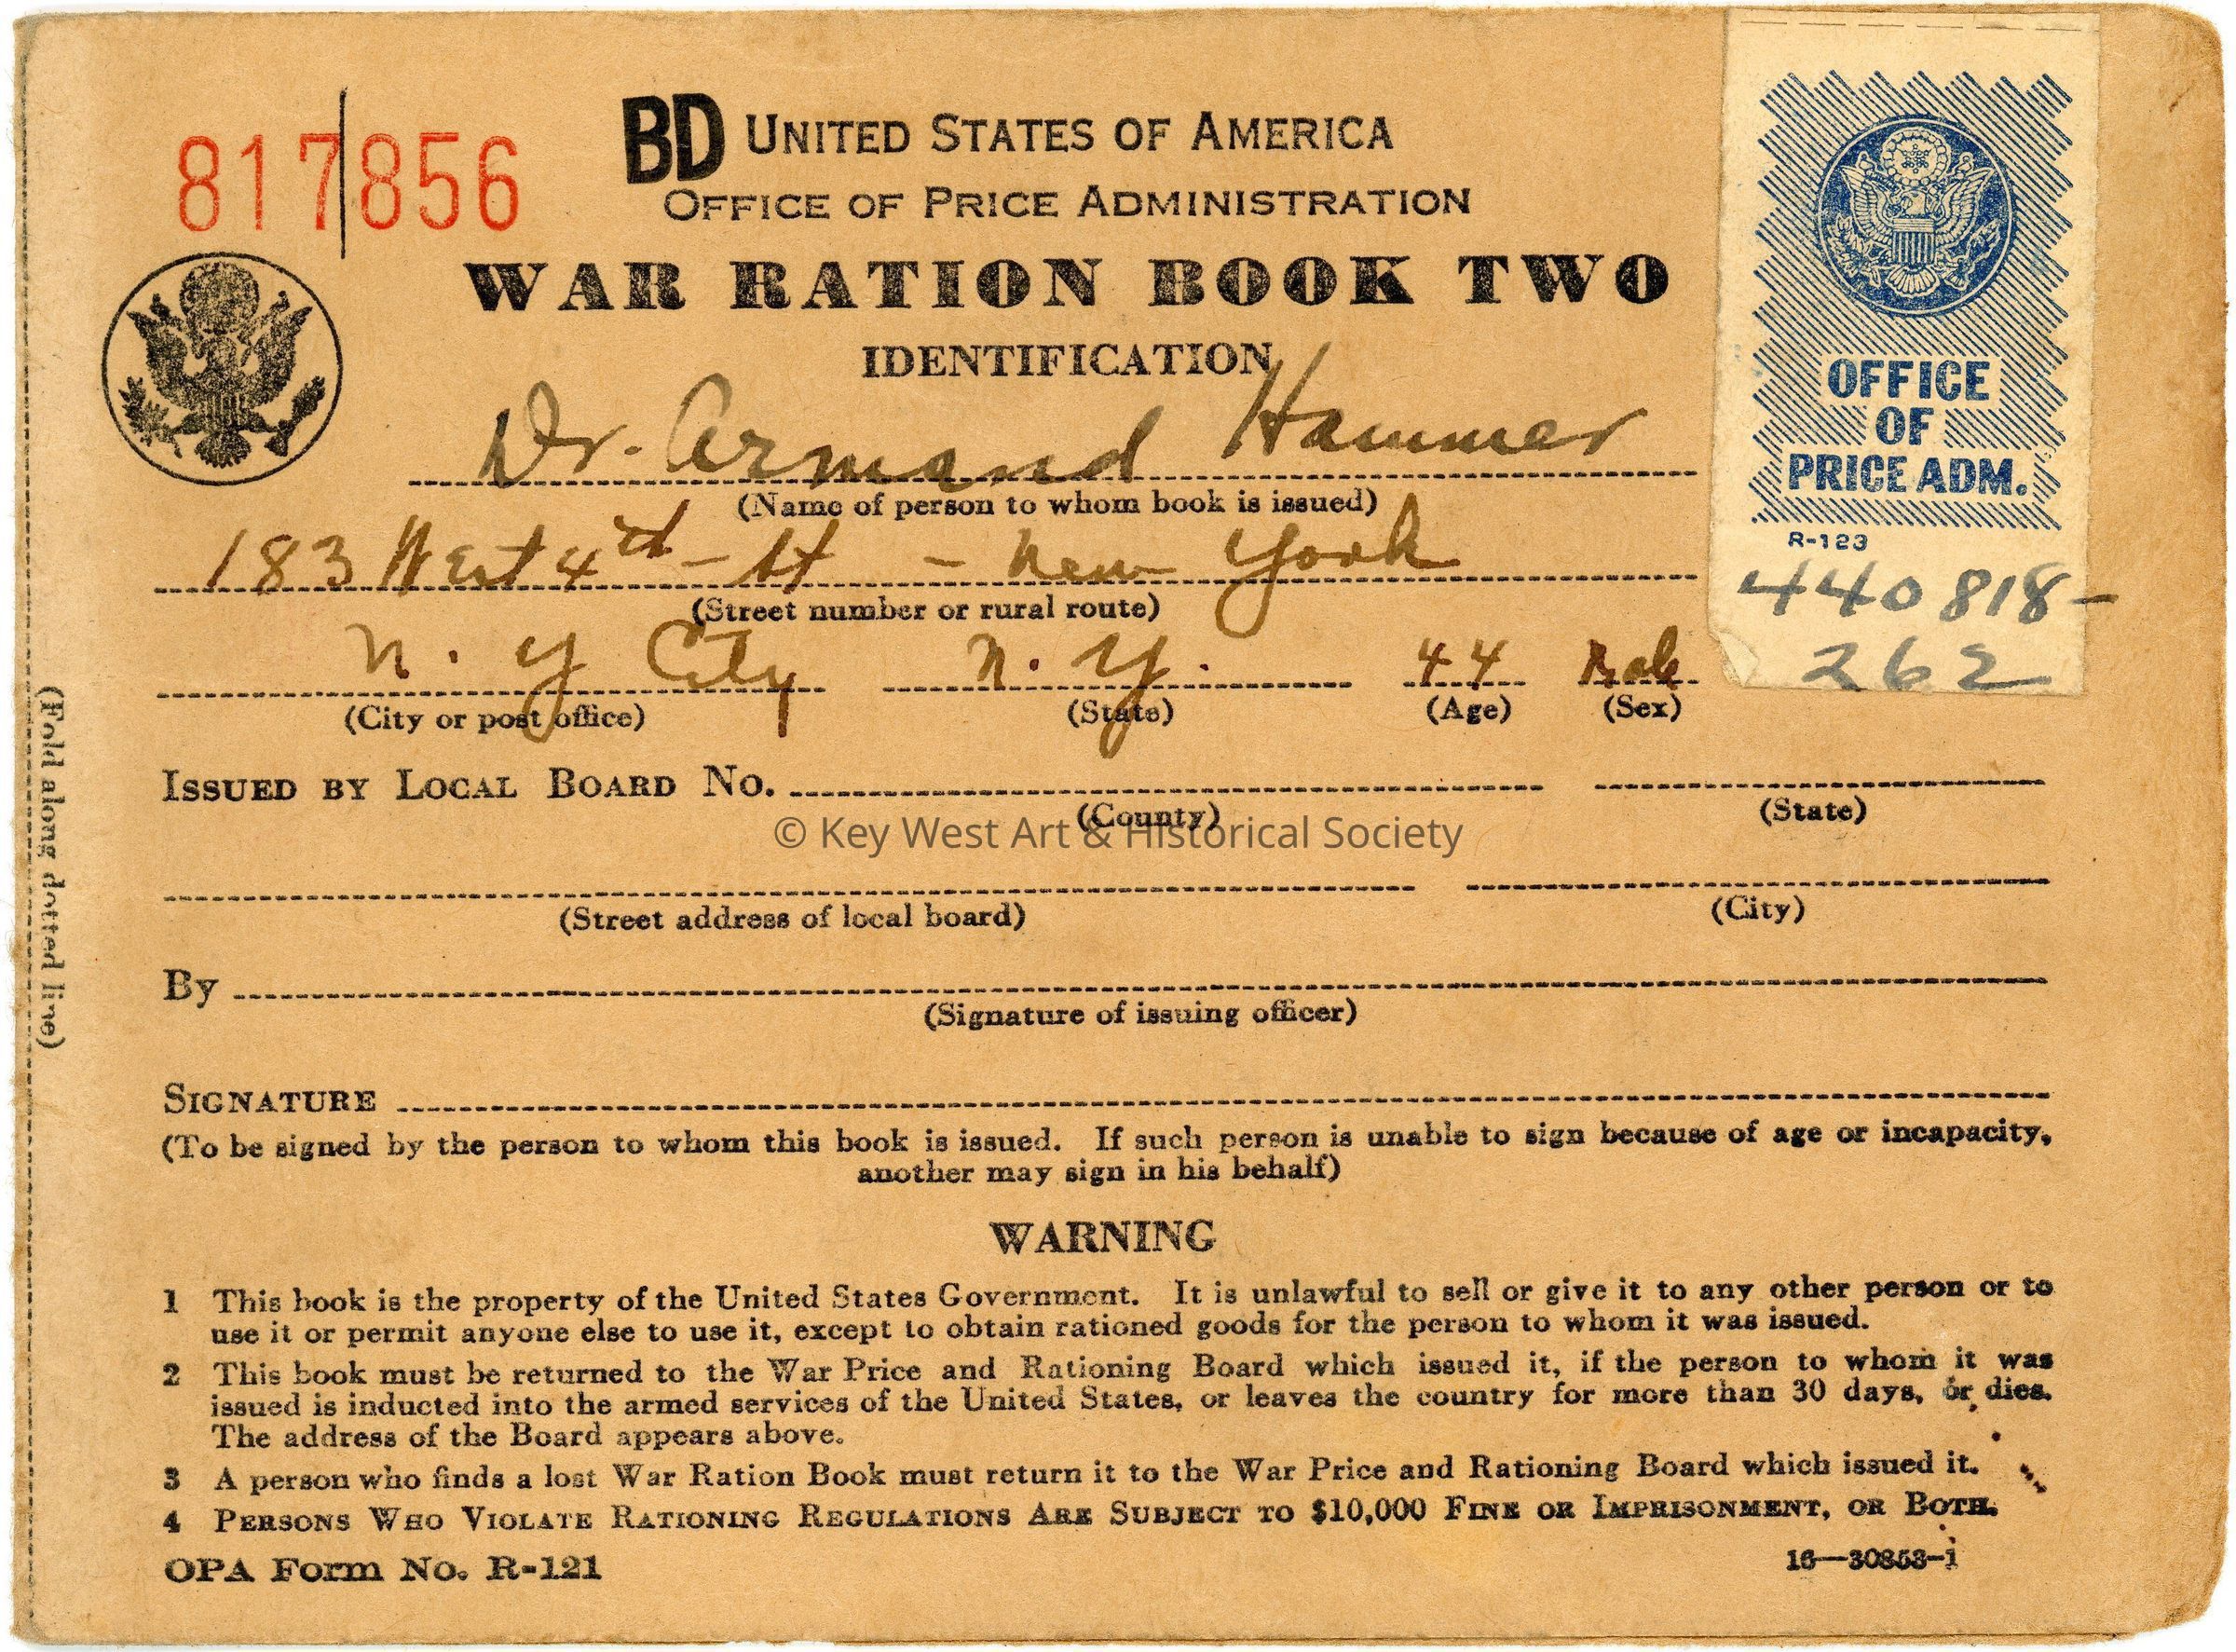 817856
BD UNITED STATES OF AMERICA
OFFICE OF PRICE ADMINISTRATION
WAR RATION BOOK TWO
IDENTIFICATION
Dr. Armand Hammer
(Name of person to whom book is issued)
183 West 4th - St - New York
(Street number or rural route)
N. Y City N. Y. 44 Male
(City or post office) (State) (Age) (Sex)
OFFICE
OF
PRICE ADM.
R-123
440818-
262
ISSUED BY LOCAL BOARD NO.
(County) (State)
© Key West Art & Historical Society
(Street address of local board) (City)
By
(Signature of issuing officer)
SIGNATURE
(To be signed by the person to whom this book is issued. If such person is unable to sign because of age or incapacity,
another may sign in his behalf)
WARNING
1 This book is the property of the United States Government. It is unlawful to sell or give it to any other person or to
use it or permit anyone else to use it, except to obtain rationed goods for the person to whom it was issued.
2 This book must be returned to the War Price and Rationing Board which issued it, if the person to whom it was
issued is inducted into the armed services of the United States, or leaves the country for more than 30 days, or dies.
The address of the Board appears above.
3 A person who finds a lost War Ration Book must return it to the War Price and Rationing Board which issued it.
4 PERSONS WHO VIOLATE RATIONING REGULATIONS ARE SUBJECT TO $10,000 FINE OR IMPRISONMENT, OR BOTH.
OPA Form No. R-121
16—30853-1
(Fold along dotted line)